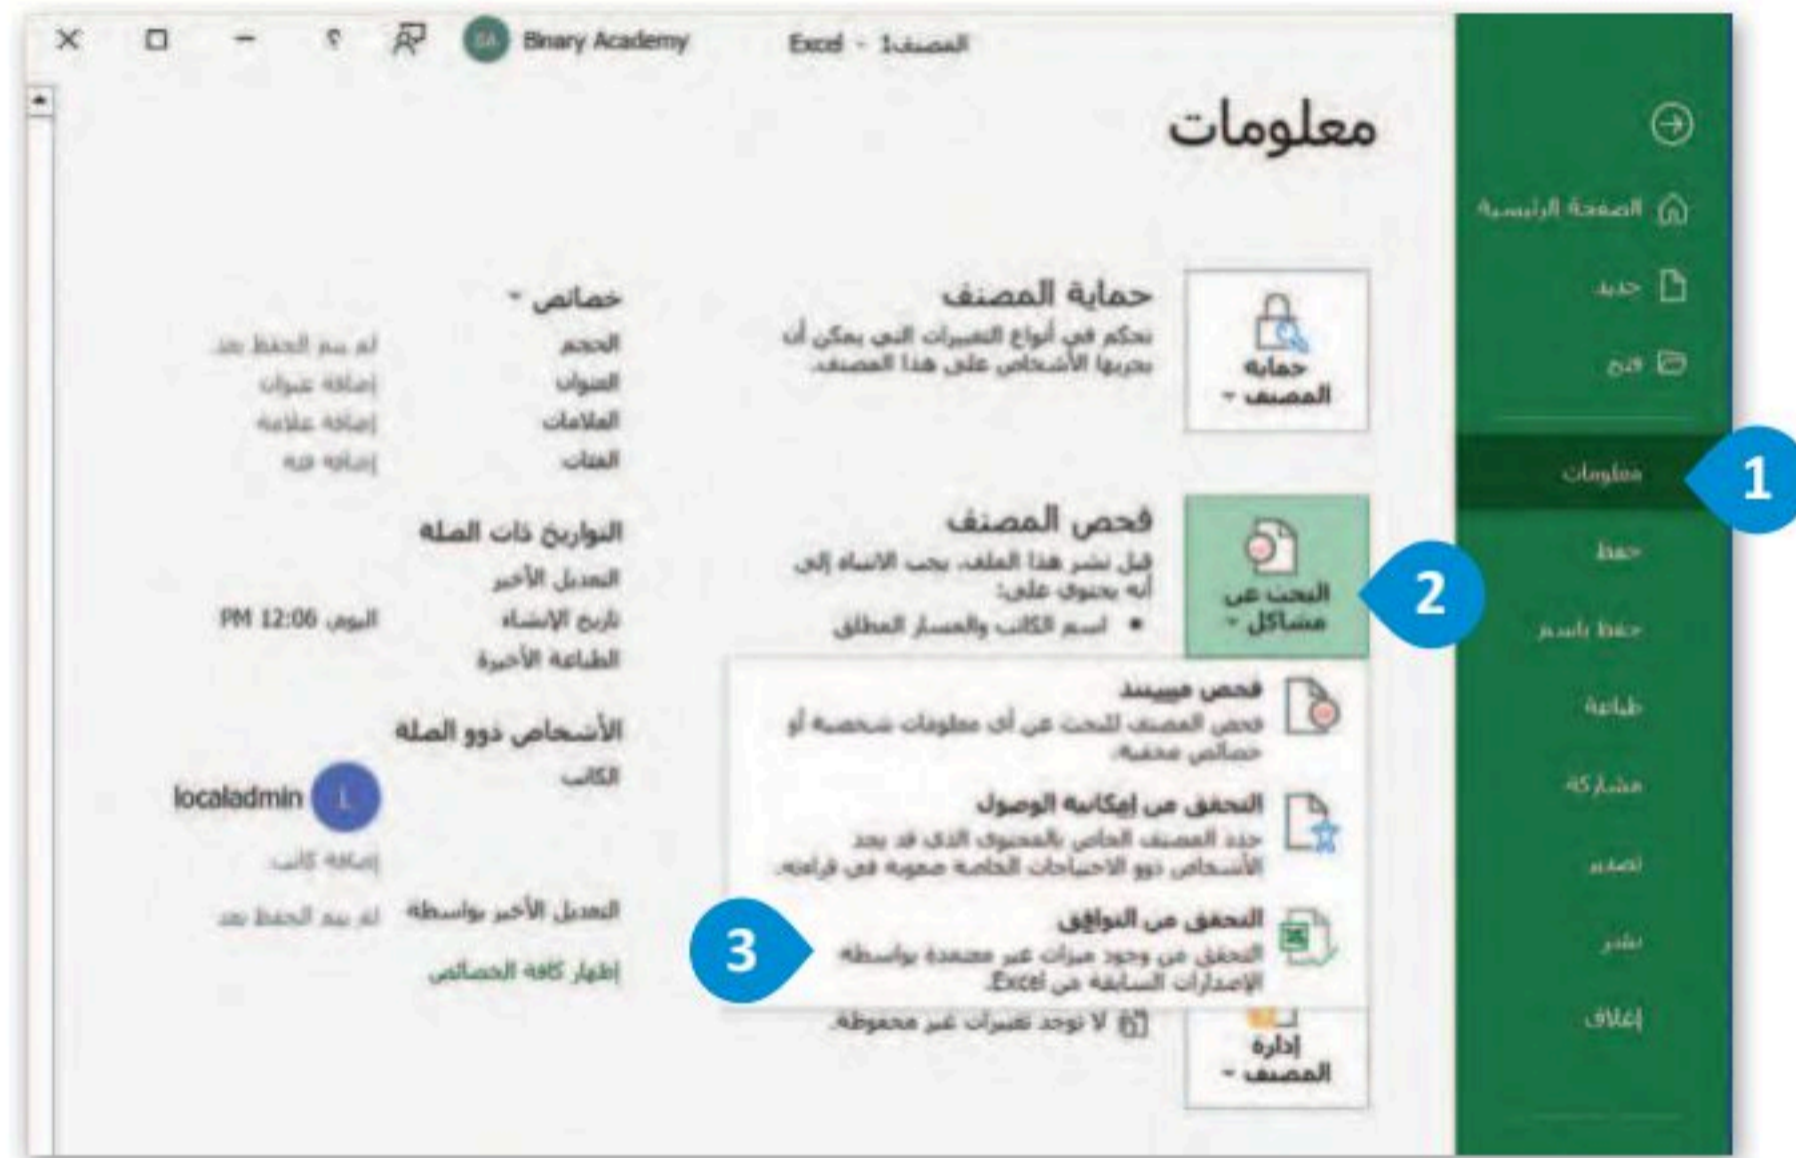 المصنف1 - Excel
Binary Academy
BA
؟
معلومات
الصفحة الرئيسية
جديد
فتح
معلومات
1
حفظ
حفظ باسم
طباعة
مشاركة
تصدير
نشر
إغلاق
حماية المصنف
حماية المصنف
تحكم في أنواع التغييرات التي يمكن أن
يجريها الأشخاص على هذا المصنف.
البحث عن
مشاكل
2
فحص المصنف
قبل نشر هذا الملف، يجب الانتباه إلى
أنه يحتوي على:
• اسم الكاتب والمسار المطلق
فحص مييييند
فحص المصنف للبحث عن أي معلومات شخصية أو
خصائص مخفية.
التحقق من إمكانية الوصول
حدد المصنف الخاص بالمحتوى الذي قد يجد
الأشخاص ذوو الاحتياجات الخاصة صعوبة في قراءته.
3
التحقق من التوافق
التحقق من وجود ميزات غير معتمدة بواسطة
الإصدارات السابقة من Excel.
إدارة
المصنف
لا توجد تغييرات غير محفوظة.
خصائص
الحجم لم يتم الحفظ بعد
العنوان إضافة عنوان
العلامات إضافة علامة
الفئات إضافة فئة
التواريخ ذات الصلة
التعديل الأخير
تاريخ الإنشاء اليوم، 12:06 PM
الطباعة الأخيرة
الأشخاص ذوو الصلة
الكاتب
L localadmin
إضافة كاتب
التعديل الأخير بواسطة لم يتم الحفظ بعد
إظهار كافة الخصائص